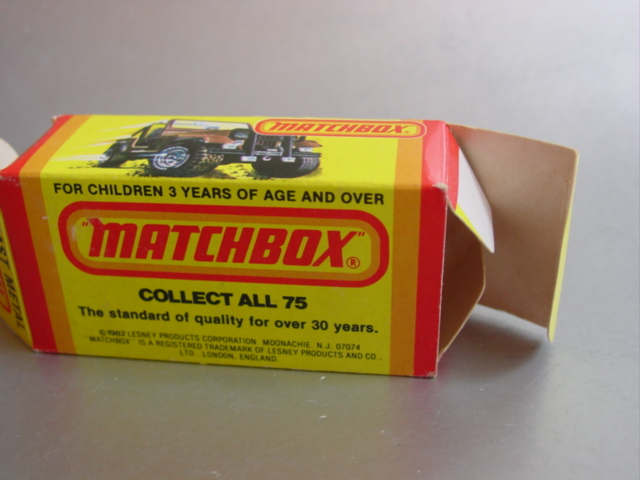 MATCHBOX®
FOR CHILDREN 3 YEARS OF AGE AND OVER
"MATCHBOX"®
COLLECT ALL 75
The standard of quality for over 30 years.
©1982 LESNEY PRODUCTS CORPORATION, MOONACHIE, N.J. 07074
"MATCHBOX" IS A REGISTERED TRADEMARK OF LESNEY PRODUCTS AND CO.,
LTD., LONDON, ENGLAND.
METAL